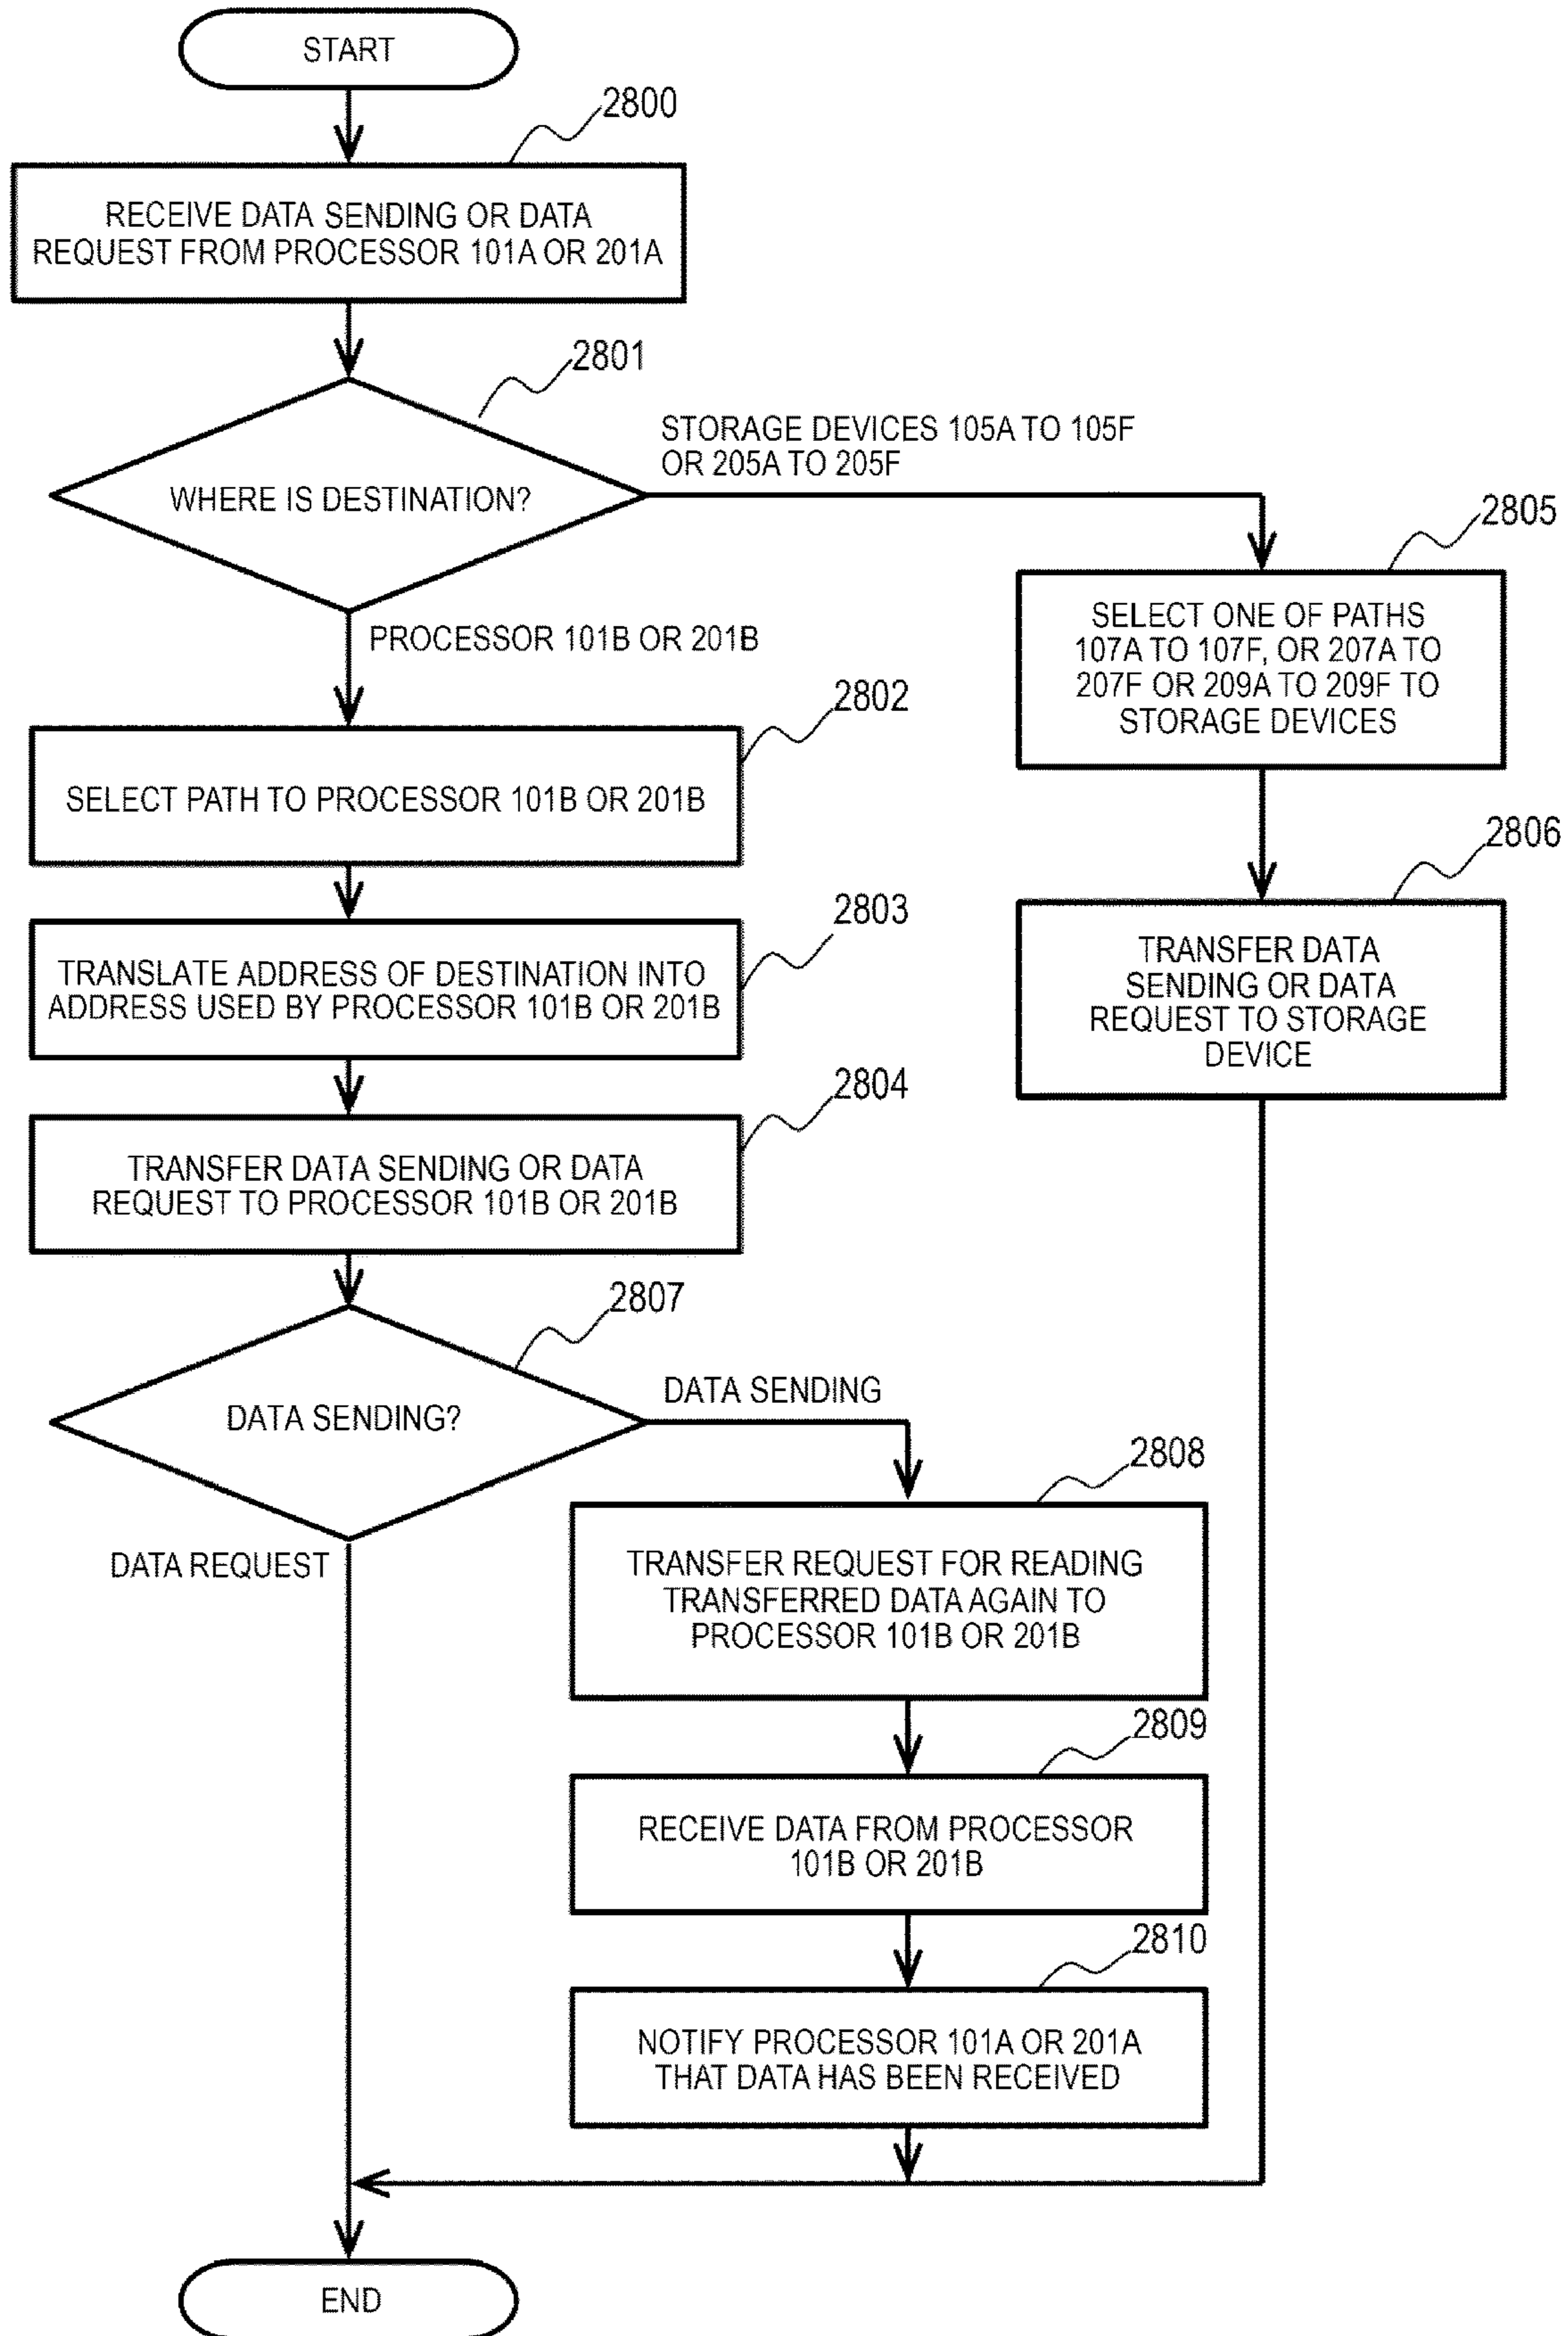 START
2800
RECEIVE DATA SENDING OR DATA
REQUEST FROM PROCESSOR 101A OR 201A
2801
WHERE IS DESTINATION?
STORAGE DEVICES 105A TO 105F
OR 205A TO 205F
PROCESSOR 101B OR 201B
2805
SELECT ONE OF PATHS
107A TO 107F, OR 207A TO
207F OR 209A TO 209F TO
STORAGE DEVICES
2802
SELECT PATH TO PROCESSOR 101B OR 201B
2806
TRANSFER DATA
SENDING OR DATA
REQUEST TO STORAGE
DEVICE
2803
TRANSLATE ADDRESS OF DESTINATION INTO
ADDRESS USED BY PROCESSOR 101B OR 201B
2804
TRANSFER DATA SENDING OR DATA
REQUEST TO PROCESSOR 101B OR 201B
2807
DATA SENDING?
DATA SENDING
DATA REQUEST
2808
TRANSFER REQUEST FOR READING
TRANSFERRED DATA AGAIN TO
PROCESSOR 101B OR 201B
2809
RECEIVE DATA FROM PROCESSOR
101B OR 201B
2810
NOTIFY PROCESSOR 101A OR 201A
THAT DATA HAS BEEN RECEIVED
END